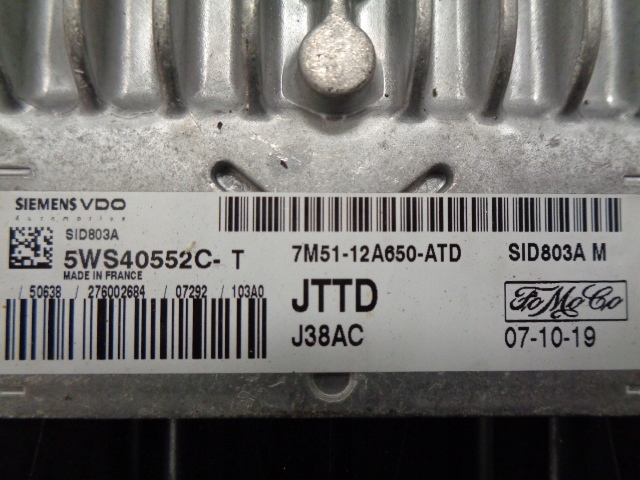 SIEMENS VDO
Automotive
SID803A
5WS40552C- T
MADE IN FRANCE
/ 50638 / 276002684 / 07292 / 103A0
7M51-12A650-ATD
SID803A M
JTTD
J38AC
FoMoCo
07-10-19